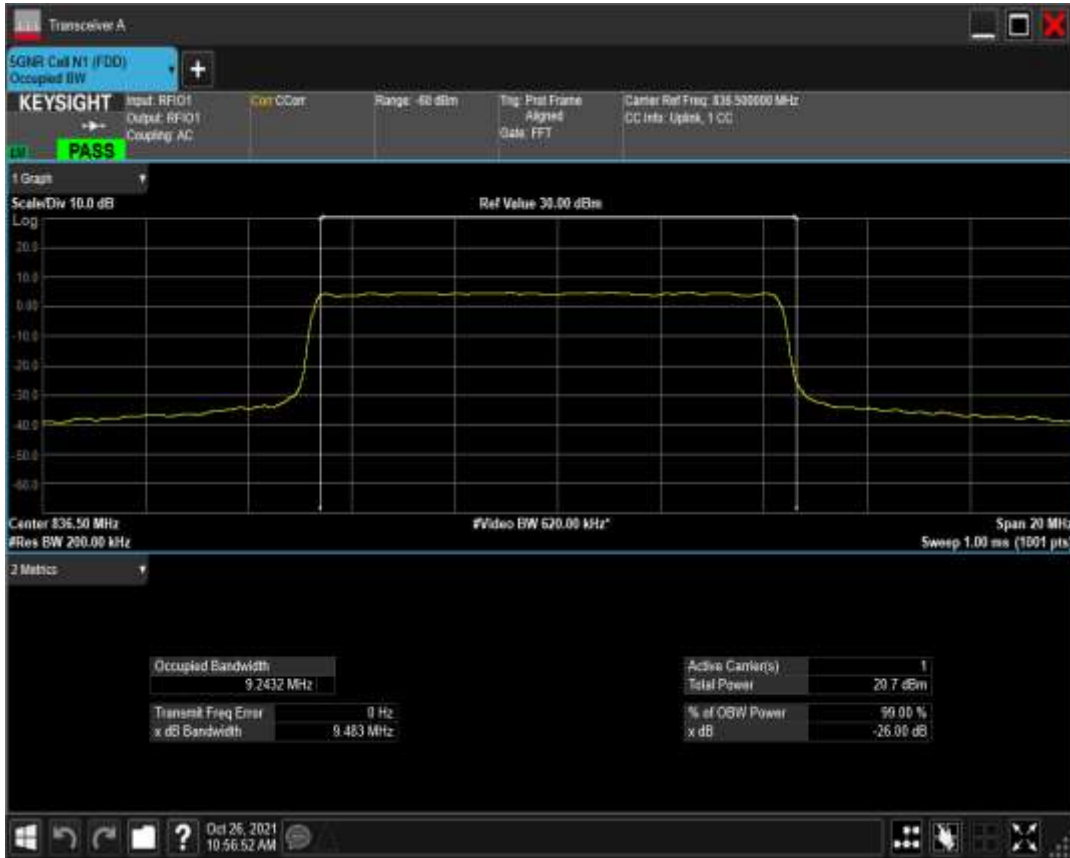 Transceiver A
5GNR Cell N1 (FDD)
Occupied BW
+
KEYSIGHT
PASS
Input: RFIO1
Output: RFIO1
Coupling: AC
Corr CCorr
Range: -60 dBm
Trig: Prot Frame
Aligned
Gate: FFT
Carrier Ref Freq: 836.500000 MHz
CC Info: Uplink, 1 CC
1 Graph
Scale/Div 10.0 dB
Ref Value 30.00 dBm
Log
20.0
10.0
0.00
-10.0
-20.0
-30.0
-40.0
-50.0
-60.0
Center 836.50 MHz
#Video BW 620.00 kHz*
Span 20 MHz
#Res BW 200.00 kHz
Sweep 1.00 ms (1001 pts)
2 Metrics
Occupied Bandwidth
9.2432 MHz
Transmit Freq Error 0 Hz
x dB Bandwidth 9.483 MHz
Active Carrier(s) 1
Total Power 20.7 dBm
% of OBW Power 99.00 %
x dB -26.00 dB
?
Oct 26, 2021
10:56:52 AM